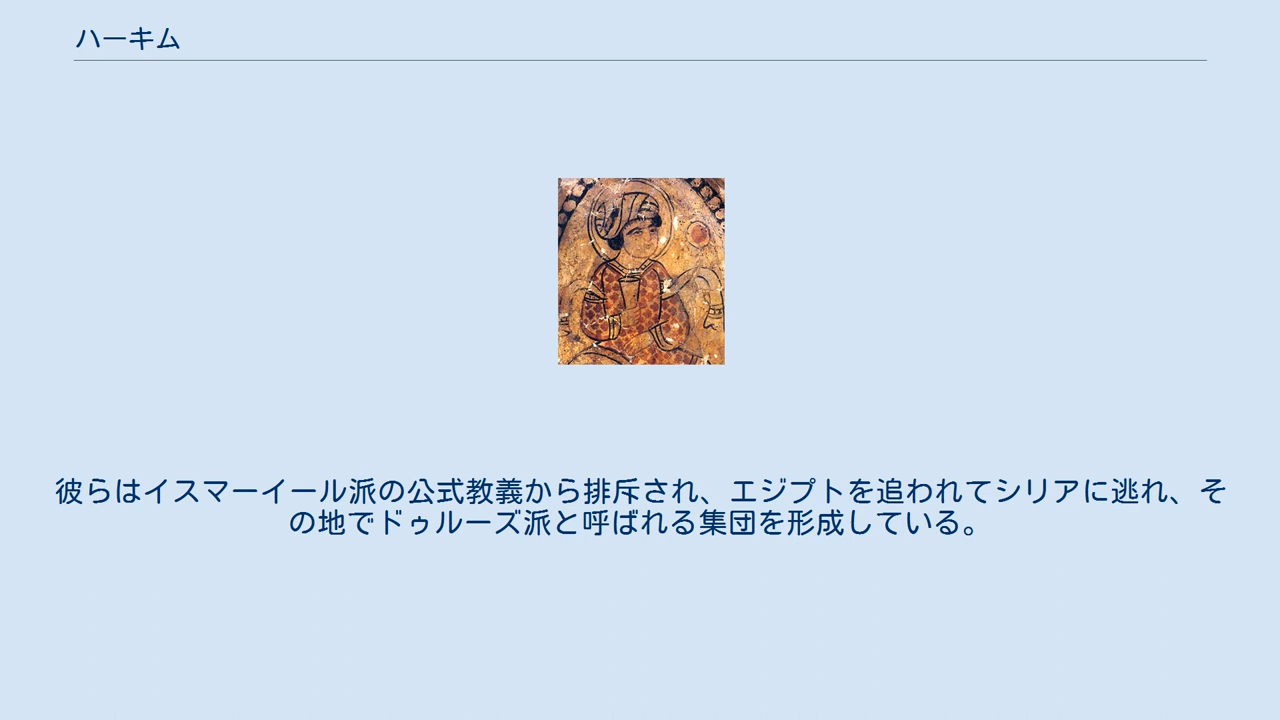 ハーキム
彼らはイスマーイール派の公式教義から排斥され、エジプトを追われてシリアに逃れ、そ
の地でドゥルーズ派と呼ばれる集団を形成している。